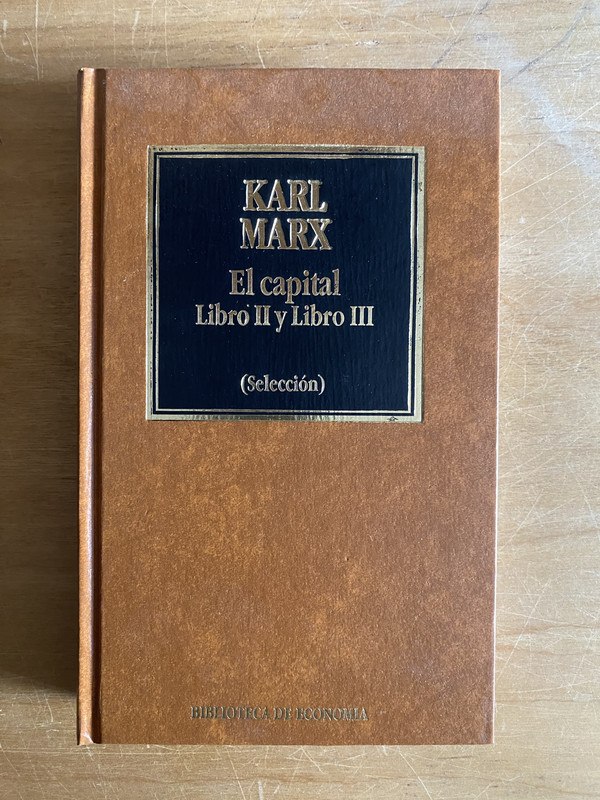 KARL
MARX
El capital
Libro II y Libro III
(Selección)
BIBLIOTECA DE ECONOMIA